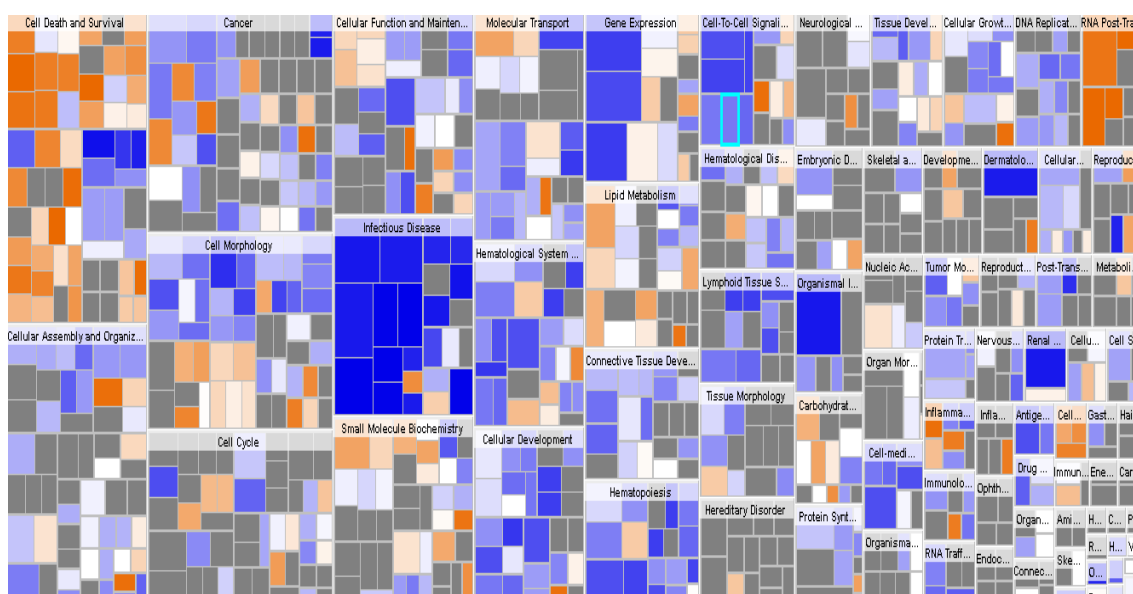 Cell Death and Survival
Cancer
Cellular Function and Mainten...
Molecular Transport
Gene Expression
Cell-To-Cell Signali...
Neurological ...
Tissue Devel...
Cellular Growt...
DNA Replicat...
RNA Post-Tra
Hematological Dis...
Embryonic D...
Skeletal a...
Developme...
Dermatolo...
Cellular...
Reproduc
Lipid Metabolism
Infectious Disease
Cell Morphology
Hematological System ...
Lymphoid Tissue S...
Organismal I...
Nucleic Ac...
Tumor Mo...
Reproduct...
Post-Trans...
Metaboli...
Cellular Assembly and Organiz...
Connective Tissue Deve...
Organ Mor...
Protein Tr...
Nervous...
Renal ...
Cellu...
Cell S
Tissue Morphology
Carbohydrat...
Inflamma...
Infla...
Antige...
Cell...
Gast...
Hai
Small Molecule Biochemistry
Cell Cycle
Cellular Development
Cell-medi...
Drug ...
Immun...
Ene...
Car
Hematopoiesis
Hereditary Disorder
Protein Synt...
Immunolo...
Ophth...
Organ...
Ami...
H...
C...
P
Organisma...
RNA Traff...
Endoc...
Connec...
Ske...
R...
H...
V
O...